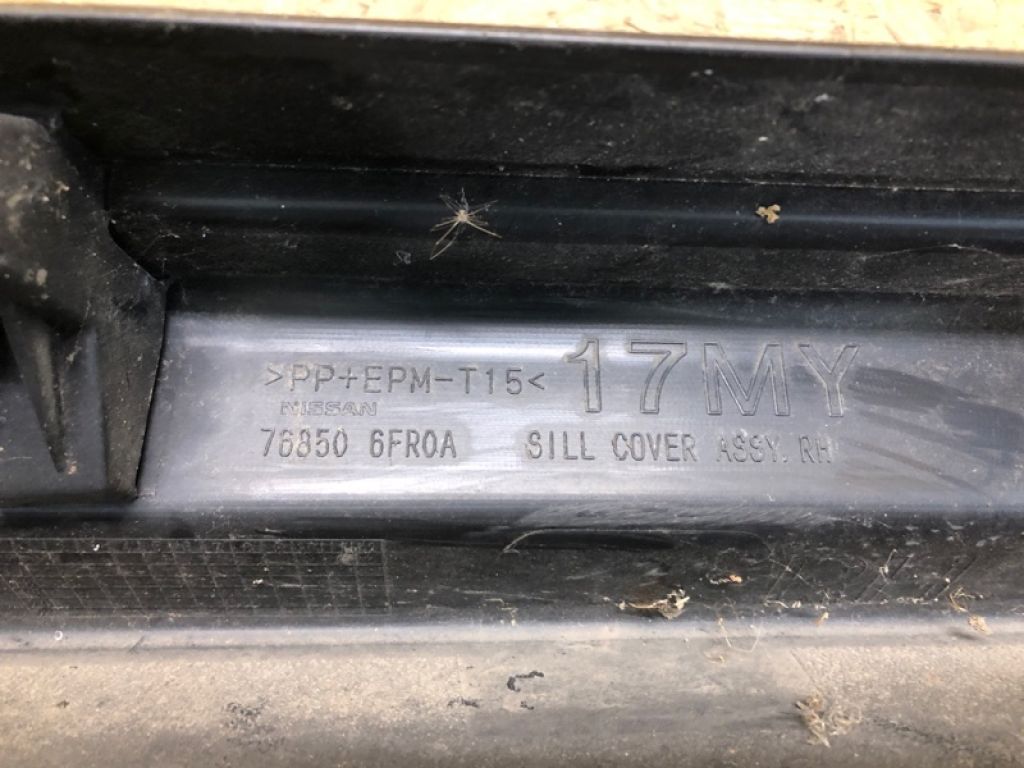 >PP+EPM-T15< 17MY
NISSAN
76850 6FR0A SILL COVER ASSY. RH